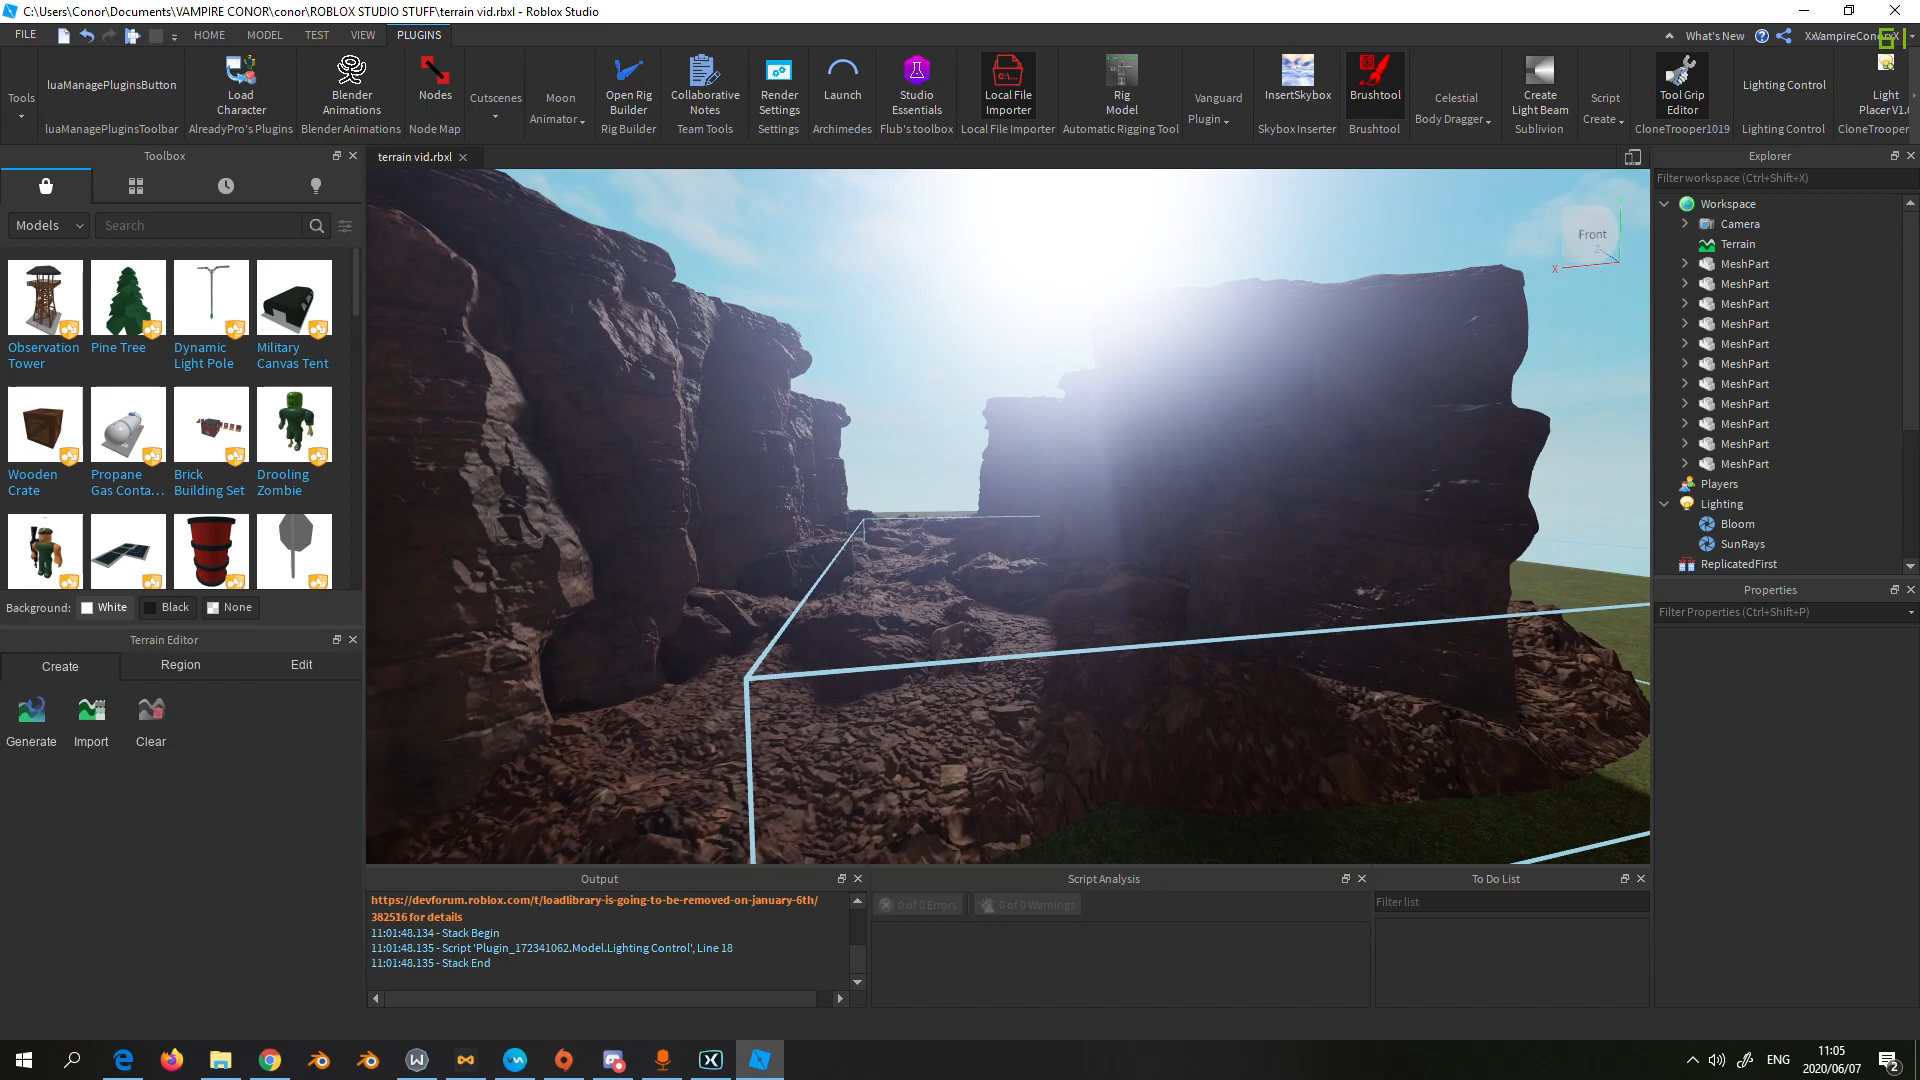 C:\Users\Conor\Documents\VAMPIRE CONOR\conor\ROBLOX STUDIO STUFF\terrain vid.rbxl - Roblox Studio
FILE
HOME
MODEL
TEST
VIEW
PLUGINS
What's New
61
Tools
luaManagePluginsButton
luaManagePluginsToolbar
Load
Character
AlreadyPro's Plugins
Blender
Animations
Blender Animations
Nodes
Node Map
Cutscenes
Moon
Animator
Open Rig
Builder
Rig Builder
Collaborative
Notes
Team Tools
Render
Settings
Settings
Launch
Archimedes
Studio
Essentials
Flub's toolbox
C:\...
Local File
Importer
Local File Importer
Rig
Model
Automatic Rigging Tool
Vanguard
Plugin
InsertSkybox
Skybox Inserter
Brushtool
Brushtool
Celestial
Body Dragger
Create
Light Beam
Sublivion
Script
Create
Tool Grip
Editor
CloneTrooper1019
Lighting Control
Lighting Control
Light
Placer V1.
CloneTrooper
Toolbox
Models
Search
Observation
Tower
Pine Tree
Dynamic
Light Pole
Military
Canvas Tent
Wooden
Crate
Propane
Gas Conta...
Brick
Building Set
Drooling
Zombie
Background:
White
Black
None
Terrain Editor
Create
Region
Edit
Generate
Import
Clear
terrain vid.rbxl
Front
X
Z
Output
https://devforum.roblox.com/t/loadlibrary-is-going-to-be-removed-on-january-6th/
382516 for details
11:01:48.134 - Stack Begin
11:01:48.135 - Script 'Plugin_172341062.Model.Lighting Control', Line 18
11:01:48.135 - Stack End
Script Analysis
0 of 0 Errors
0 of 0 Warnings
To Do List
Filter list
Explorer
Filter workspace (Ctrl+Shift+X)
Workspace
Camera
Terrain
MeshPart
MeshPart
MeshPart
MeshPart
MeshPart
MeshPart
MeshPart
MeshPart
MeshPart
MeshPart
MeshPart
Players
Lighting
Bloom
SunRays
ReplicatedFirst
Properties
Filter Properties (Ctrl+Shift+P)
ENG
11:05
2020/06/07
2